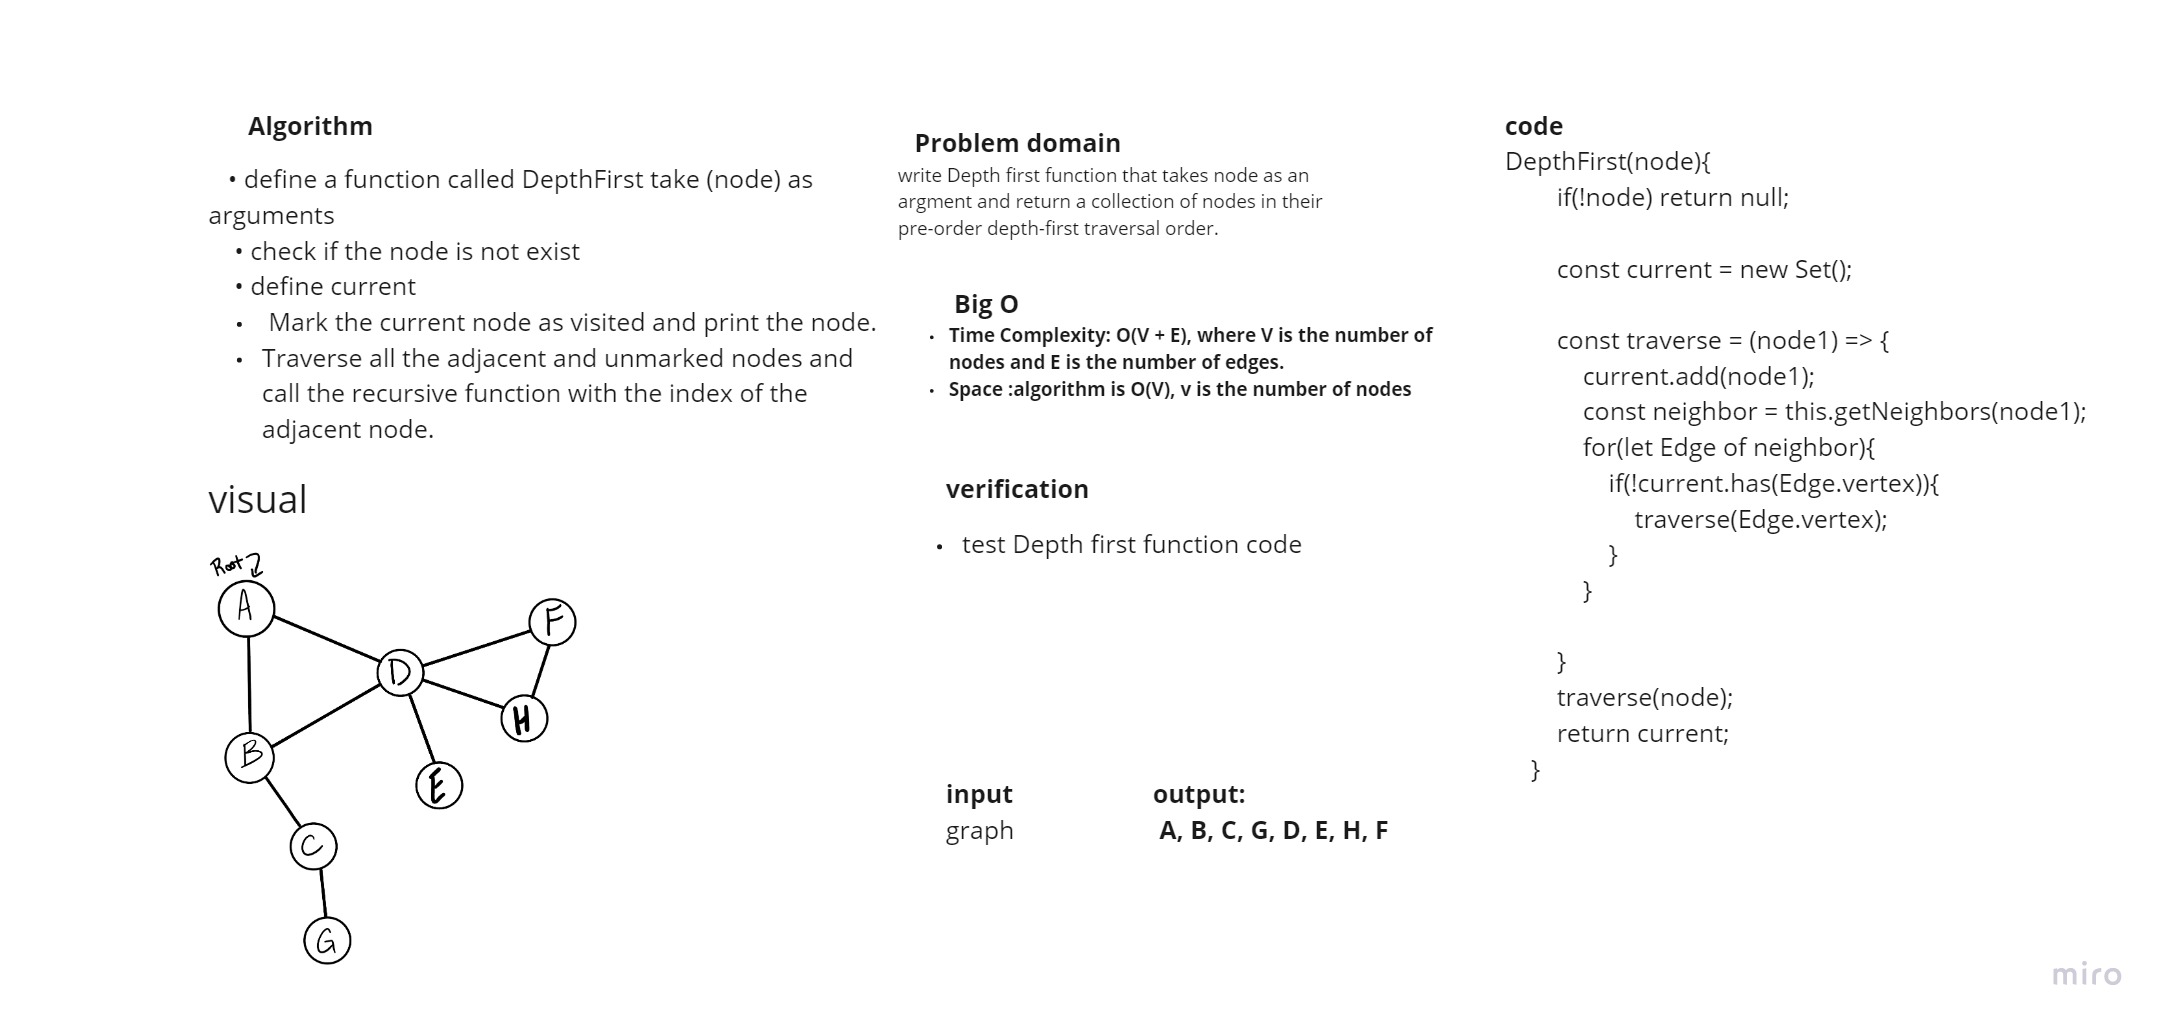 Algorithm
• define a function called DepthFirst take (node) as
arguments
• check if the node is not exist
• define current
• Mark the current node as visited and print the node.
• Traverse all the adjacent and unmarked nodes and
call the recursive function with the index of the
adjacent node.
visual
Root
A
F
D
H
B
E
C
G
Problem domain
write Depth first function that takes node as an
argment and return a collection of nodes in their
pre-order depth-first traversal order.
Big O
• Time Complexity: O(V + E), where V is the number of
nodes and E is the number of edges.
• Space :algorithm is O(V), v is the number of nodes
verification
• test Depth first function code
input
graph
output:
A, B, C, G, D, E, H, F
code
DepthFirst(node){
if(!node) return null;
const current = new Set();
const traverse = (node1) => {
current.add(node1);
const neighbor = this.getNeighbors(node1);
for(let Edge of neighbor){
if(!current.has(Edge.vertex)){
traverse(Edge.vertex);
}
}
}
traverse(node);
return current;
}
miro